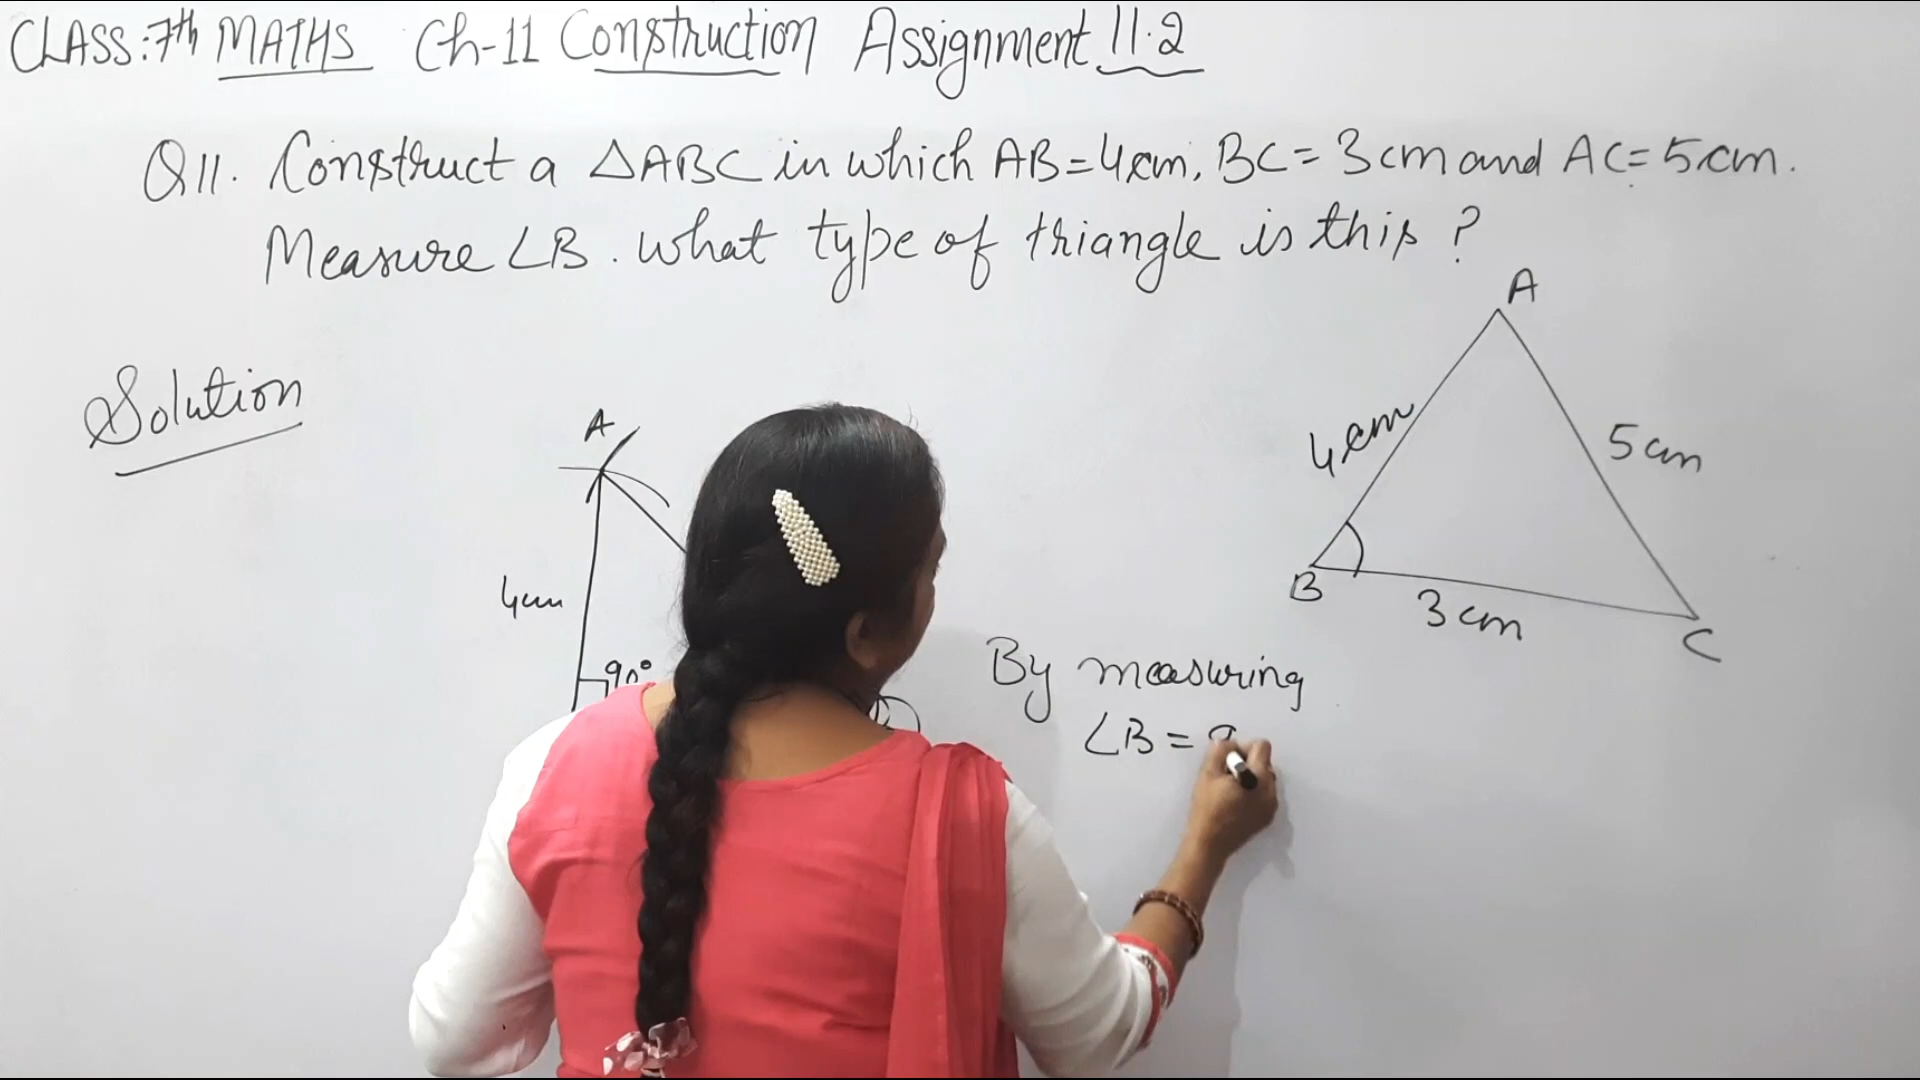 CLASS:7th MATHS Ch-11 Construction Assignment 11.2
Q11. Construct a △ABC in which AB=4cm, BC=3cm and AC=5cm.
Measure ∠B. what type of triangle is this?
Solution
A
4cm
90°
A
4cm
5cm
B
3cm
C
By measuring
∠B=9